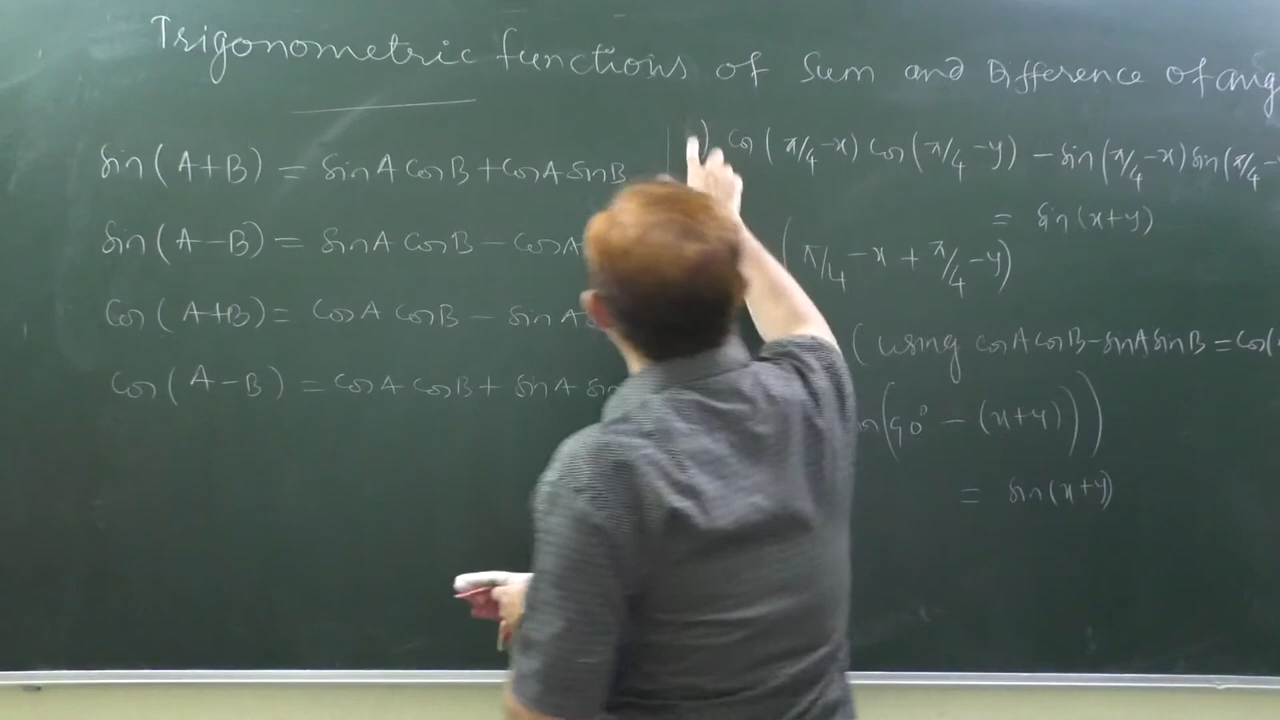 Trigonometric functions of Sum and Difference of ang
sin(A+B) = sinA cosB + cosA sinB
sin(A-B) = sinA cosB - cosA
cos(A+B) = cosA cosB - sinA
cos(A-B) = cosA cosB + sinA sin
) cos(π/4-x) cos(π/4-y) - sin(π/4-x) sin(π/4-
= sin(x+y)
(π/4-x + π/4-y)
(using cosA cosB - sinA sinB = cos(
(90° - (x+y)))
= sin(x+y)